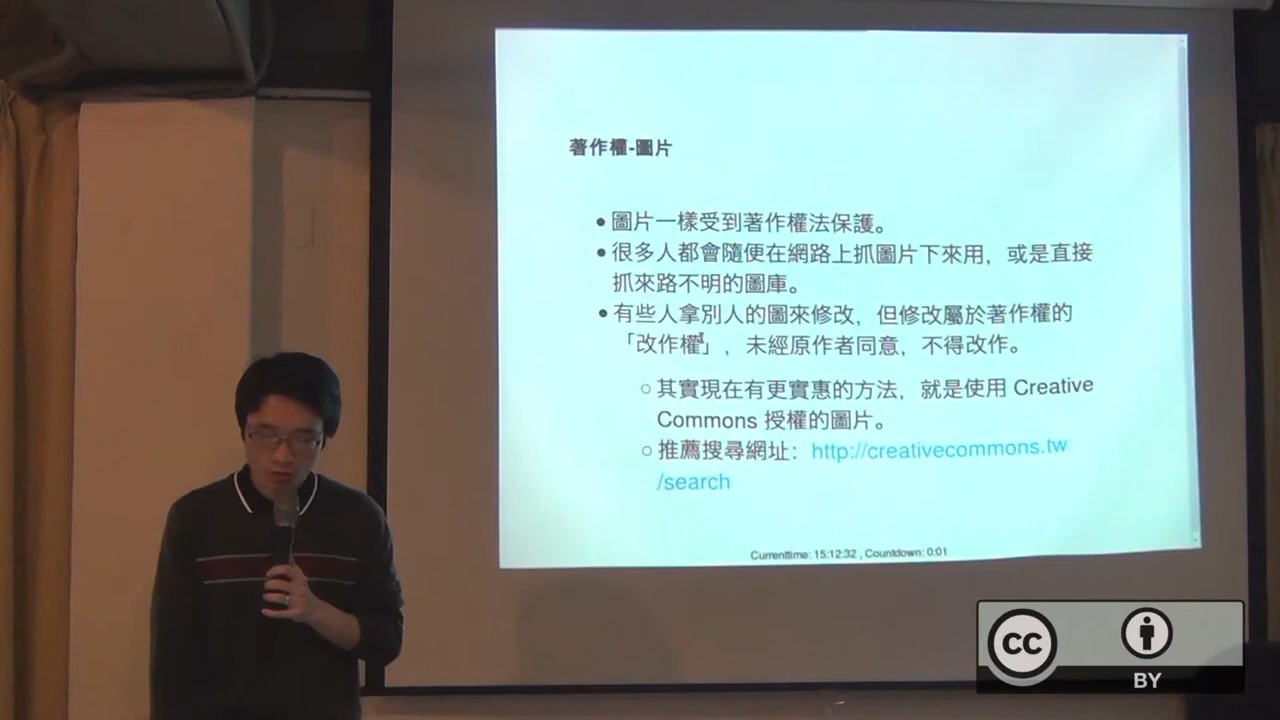 著作權-圖片
• 圖片一樣受到著作權法保護。
• 很多人都會隨便在網路上抓圖片下來用，或是直接
抓來路不明的圖庫。
• 有些人拿別人的圖來修改，但修改屬於著作權的
「改作權」，未經原作者同意，不得改作。
○ 其實現在有更實惠的方法，就是使用 Creative
Commons 授權的圖片。
○ 推薦搜尋網址：http://creativecommons.tw
/search
Currenttime: 15:12:32 , Countdown: 0:01
cc
BY